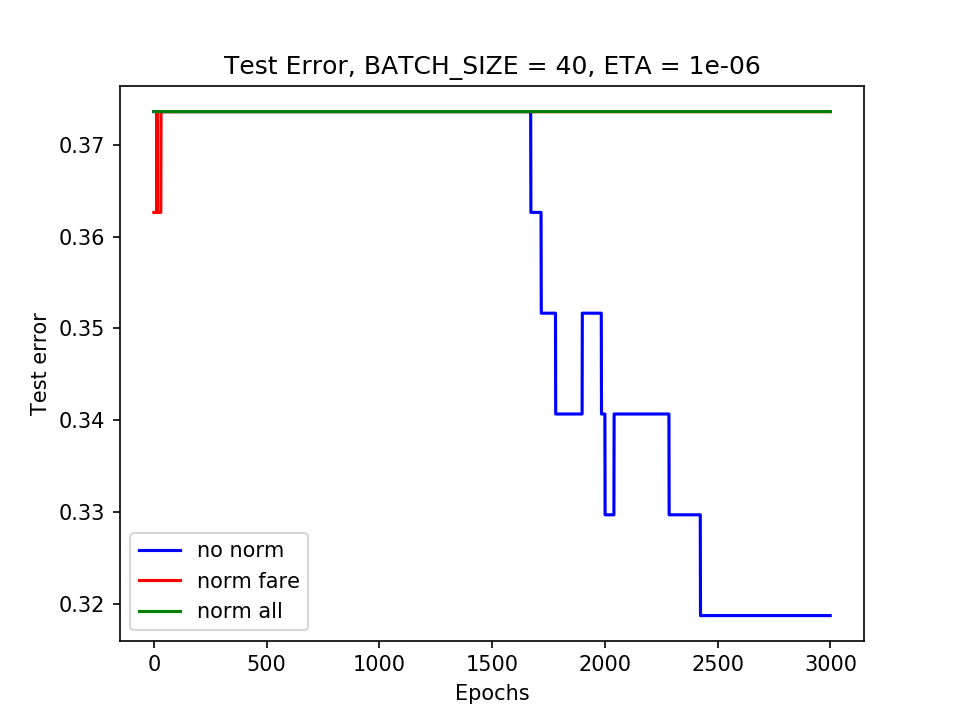 Test Error, BATCH_SIZE = 40, ETA = 1e-06
Test error
0.37
0.36
0.35
0.34
0.33
0.32
no norm
norm fare
norm all
0 500 1000 1500 2000 2500 3000
Epochs